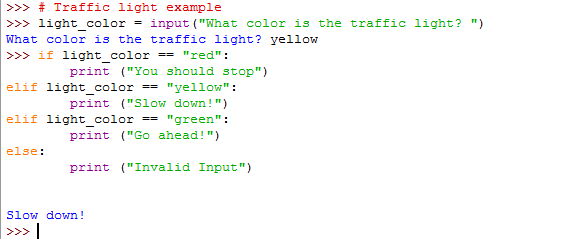 >>> # Traffic light example
>>> light_color = input("What color is the traffic light? ")
What color is the traffic light? yellow
>>> if light_color == "red":
        print ("You should stop")
elif light_color == "yellow":
        print ("Slow down!")
elif light_color == "green":
        print ("Go ahead!")
else:
        print ("Invalid Input")
Slow down!
>>>